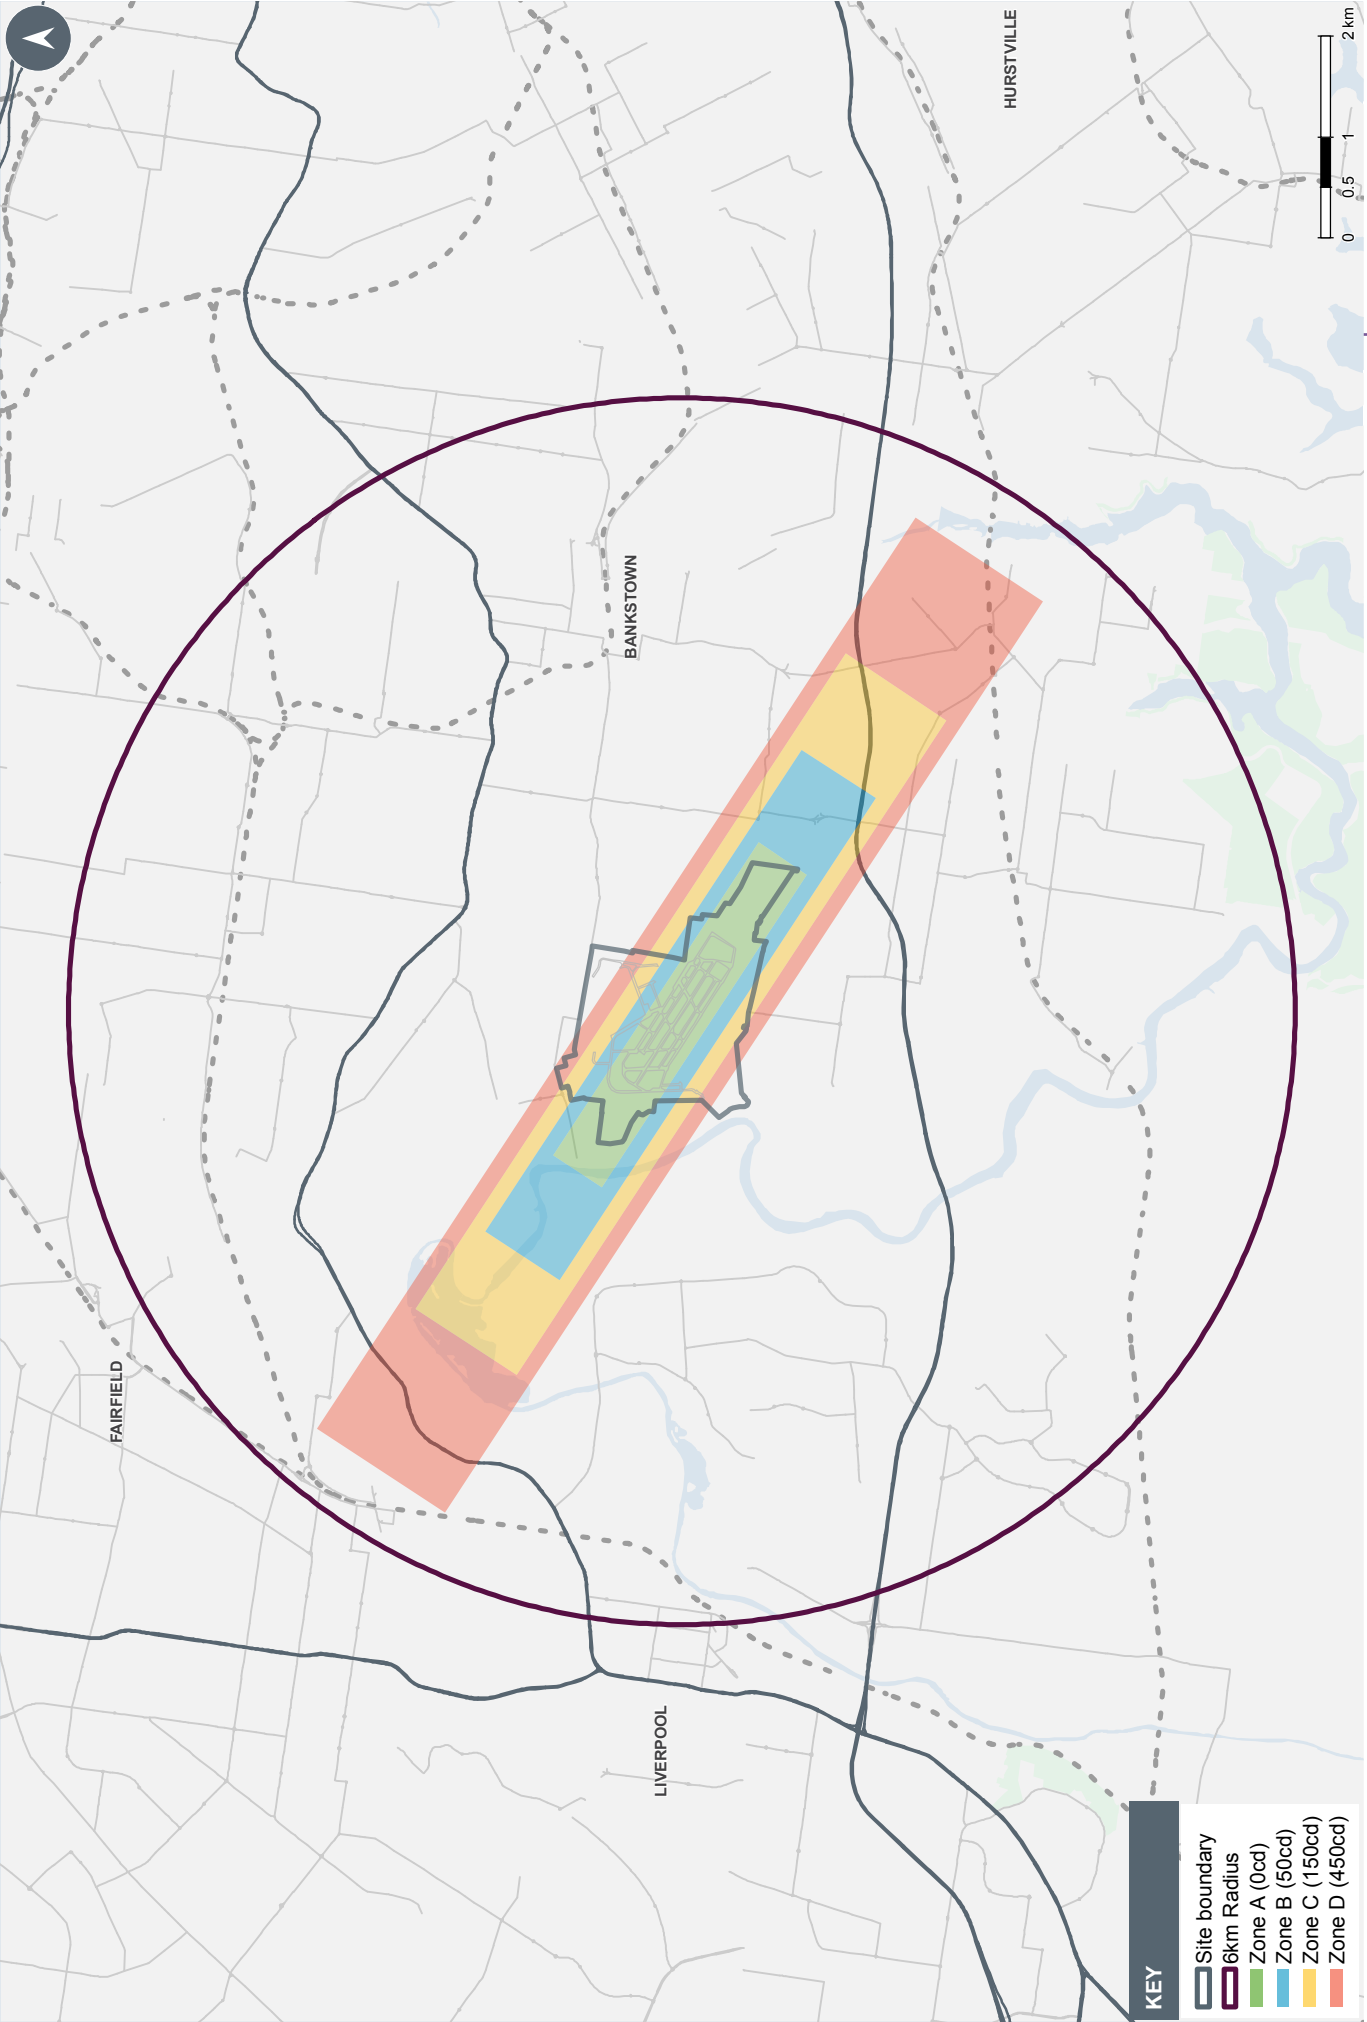 FAIRFIELD
BANKSTOWN
HURSTVILLE
LIVERPOOL
KEY
Site boundary
6km Radius
Zone A (0cd)
Zone B (50cd)
Zone C (150cd)
Zone D (450cd)
0 0.5 1 2 km